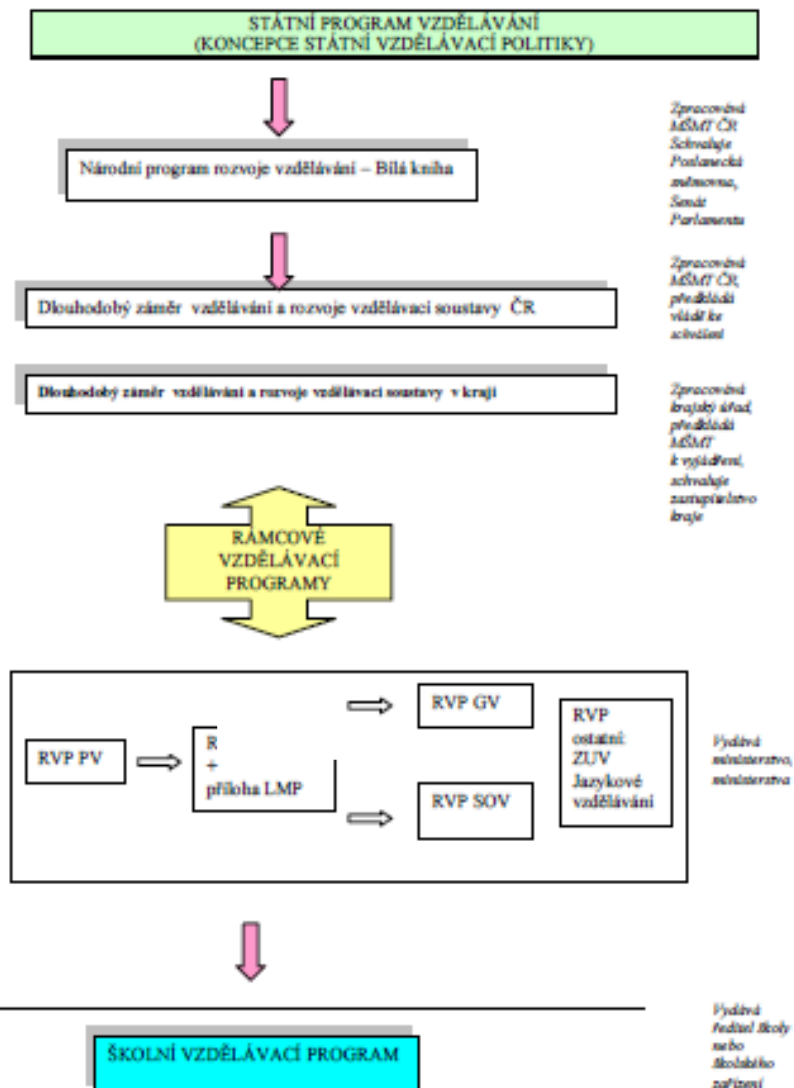 STÁTNÍ PROGRAM VZDĚLÁVÁNÍ
(KONCEPCE STÁTNÍ VZDĚLÁVACÍ POLITIKY)
Zpracovává
MŠMT ČR
Schvaluje
Poslanecká
sněmovna,
Senát
Parlamentu
Národní program rozvoje vzdělávání – Bílá kniha
Zpracovává
MŠMT ČR,
předkládá
vládě ke
schválení
Dlouhodobý záměr vzdělávání a rozvoje vzdělávací soustavy ČR
Dlouhodobý záměr vzdělávání a rozvoje vzdělávací soustavy v kraji
Zpracovává
krajský úřad,
předkládá
MŠMT
k vyjádření,
schvaluje
zastupitelstvo
kraje
RÁMCOVÉ
VZDĚLÁVACÍ
PROGRAMY
RVP PV
R
+
příloha LMP
RVP GV
RVP SOV
RVP
ostatní:
ZUV
Jazykové
vzdělávání
Vydává
ministerstvo,
ministerstva
ŠKOLNÍ VZDĚLÁVACÍ PROGRAM
Vydává
ředitel školy
nebo
školského
zařízení